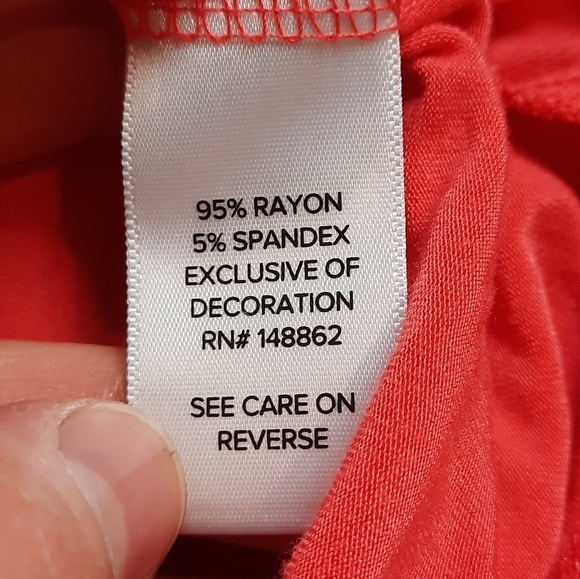 95% RAYON
5% SPANDEX
EXCLUSIVE OF
DECORATION
RN# 148862
SEE CARE ON
REVERSE